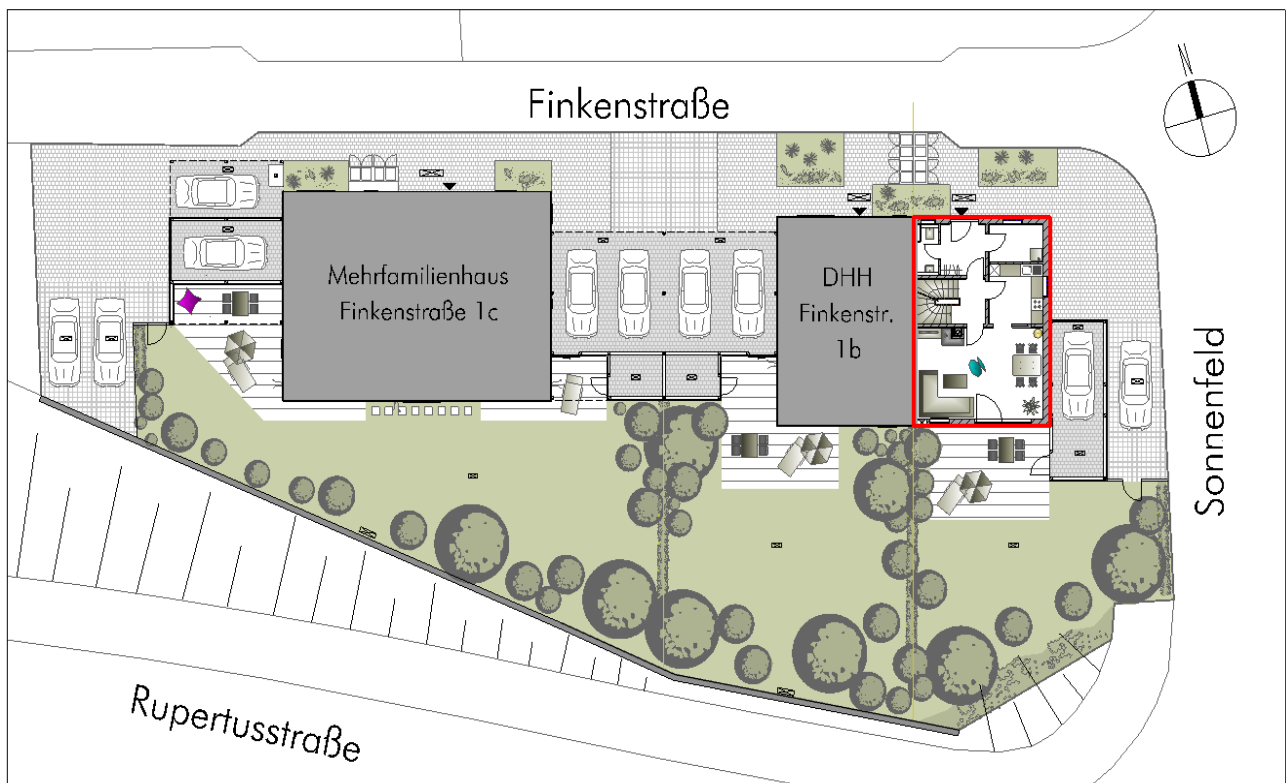 Finkenstraße
Mehrfamilienhaus
Finkenstraße 1c
DHH
Finkenstr.
1b
Sonnenfeld
Rupertusstraße
N